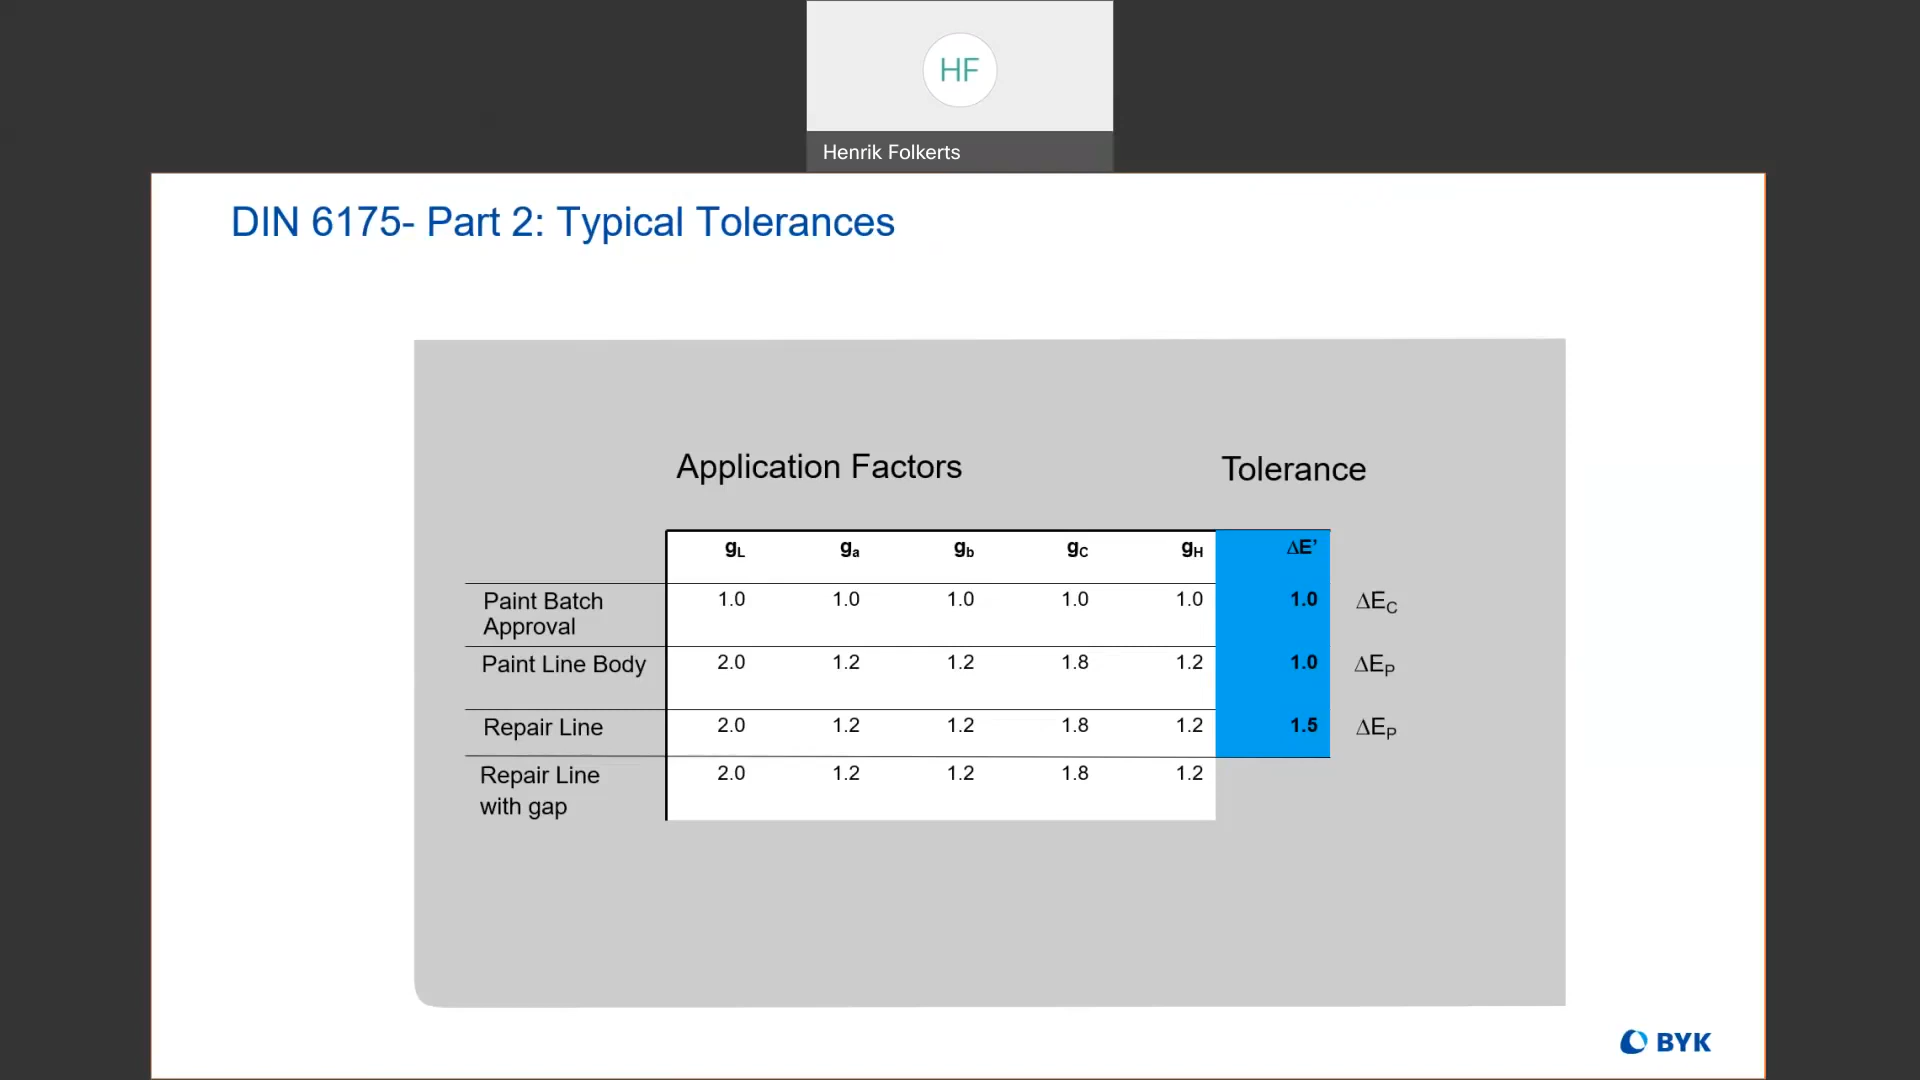 HF
Henrik Folkerts
DIN 6175- Part 2: Typical Tolerances
Application Factors Tolerance
gL ga gb gC gH ΔE’
Paint Batch 1.0 1.0 1.0 1.0 1.0 1.0 ΔEC
Approval
Paint Line Body 2.0 1.2 1.2 1.8 1.2 1.0 ΔEP
Repair Line 2.0 1.2 1.2 1.8 1.2 1.5 ΔEP
Repair Line 2.0 1.2 1.2 1.8 1.2
with gap
BYK